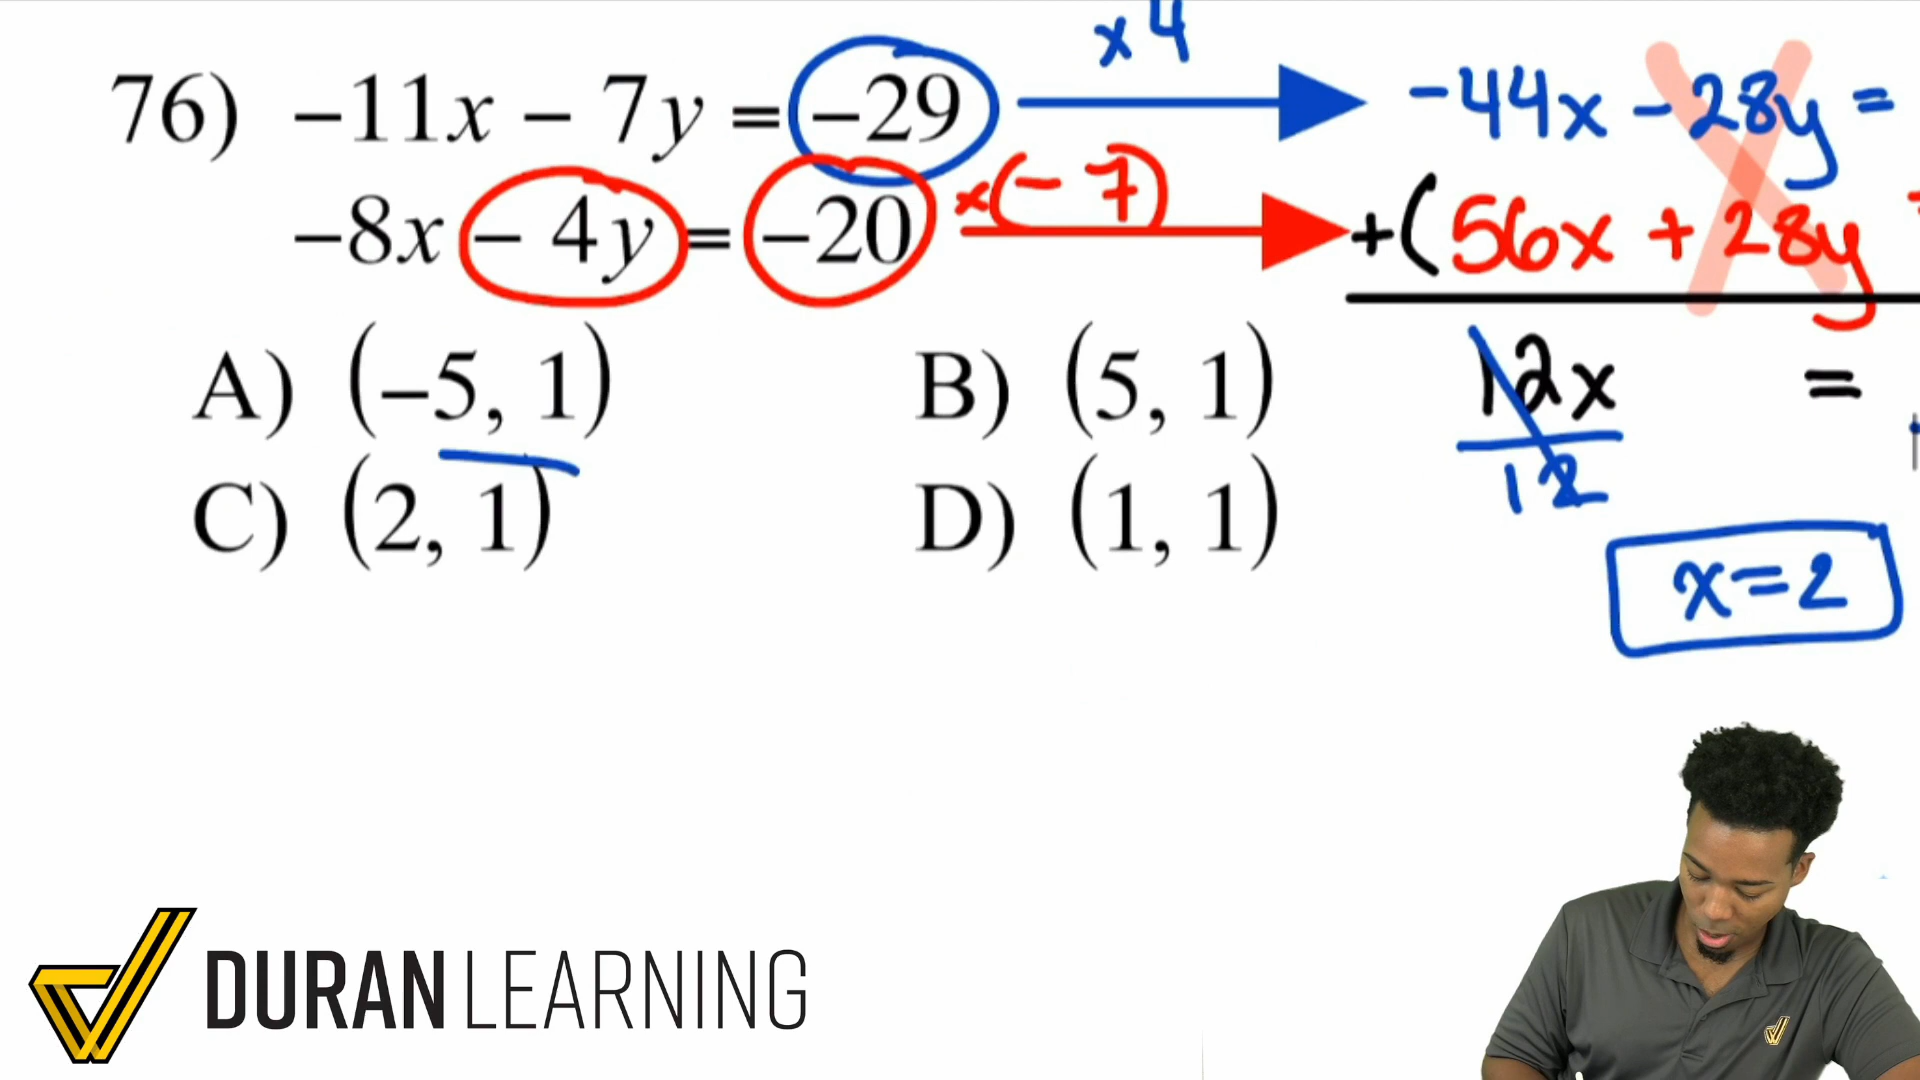 x 4
76) −11x − 7y = −29 -44x -28y =
−8x − 4y = −20 x(-7) +( 56x + 28y
A) (−5, 1) B) (5, 1) 12x =
12
C) (2, 1) D) (1, 1)
x=2
DURAN LEARNING